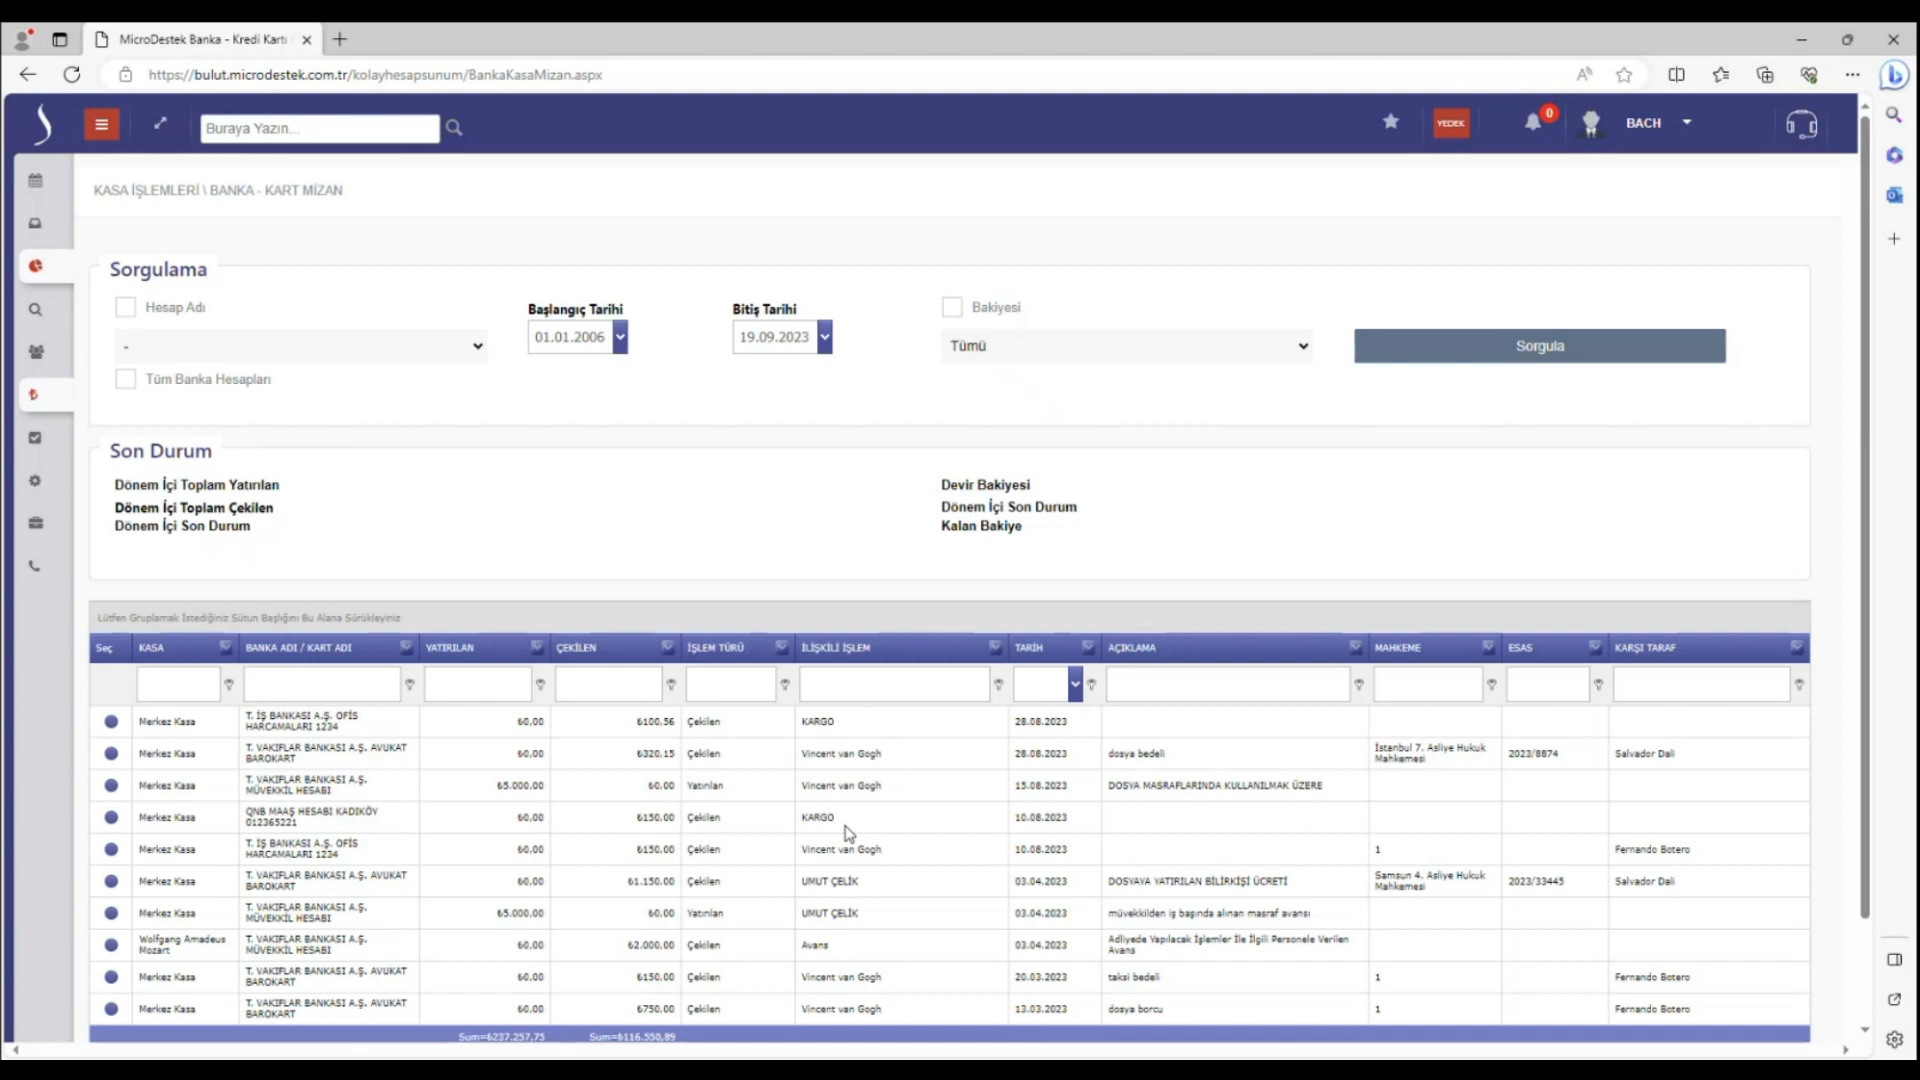 MicroDestek Banka - Kredi Kartı
https://bulut.microdestek.com.tr/kolayhesapsunum/BankaKasaMizan.aspx
Buraya Yazın...
YEDEK
0
BACH
KASA İŞLEMLERİ \ BANKA - KART MİZAN
Sorgulama
Hesap Adı
Başlangıç Tarihi
Bitiş Tarihi
Bakiyesi
-
01.01.2006
19.09.2023
Tümü
Sorgula
Tüm Banka Hesapları
Son Durum
Dönem İçi Toplam Yatırılan
Devir Bakiyesi
Dönem İçi Toplam Çekilen
Dönem İçi Son Durum
Dönem İçi Son Durum
Kalan Bakiye
Lütfen Gruplamak İstediğiniz Sütun Başlığını Bu Alana Sürükleyiniz
Seç KASA BANKA ADI / KART ADI YATIRILAN ÇEKİLEN İŞLEM TÜRÜ İLİŞKİLİ İŞLEM TARİH AÇIKLAMA MAHKEME ESAS KARŞI TARAF
Merkez Kasa T. İŞ BANKASI A.Ş. OFİS HARCAMALARI 1234 ₺0,00 ₺100,56 Çekilen KARGO 28.08.2023
Merkez Kasa T. VAKIFLAR BANKASI A.Ş. AVUKAT BAROKART ₺0,00 ₺320,15 Çekilen Vincent van Gogh 28.08.2023 dosya bedeli İstanbul 7. Asliye Hukuk Mahkemesi 2023/8874 Salvador Dali
Merkez Kasa T. VAKIFLAR BANKASI A.Ş. MÜVEKKİL HESABI ₺5.000,00 ₺0,00 Yatırılan Vincent van Gogh 15.08.2023 DOSYA MASRAFLARINDA KULLANILMAK ÜZERE
Merkez Kasa QNB MAAŞ HESABI KADIKÖY 012365221 ₺0,00 ₺150,00 Çekilen KARGO 10.08.2023
Merkez Kasa T. İŞ BANKASI A.Ş. OFİS HARCAMALARI 1234 ₺0,00 ₺150,00 Çekilen Vincent van Gogh 10.08.2023 1 Fernando Botero
Merkez Kasa T. VAKIFLAR BANKASI A.Ş. AVUKAT BAROKART ₺0,00 ₺1.150,00 Çekilen UMUT ÇELİK 03.04.2023 DOSYAYA YATIRILAN BİLİRKİŞİ ÜCRETİ Samsun 4. Asliye Hukuk Mahkemesi 2023/33445 Salvador Dali
Merkez Kasa T. VAKIFLAR BANKASI A.Ş. MÜVEKKİL HESABI ₺5.000,00 ₺0,00 Yatırılan UMUT ÇELİK 03.04.2023 müvekkilden iş başında alınan masraf avansı
Wolfgang Amadeus Mozart T. VAKIFLAR BANKASI A.Ş. MÜVEKKİL HESABI ₺0,00 ₺2.000,00 Çekilen Avans 03.04.2023 Adliyede Yapılacak İşlemler İle İlgili Personele Verilen Avans
Merkez Kasa T. VAKIFLAR BANKASI A.Ş. AVUKAT BAROKART ₺0,00 ₺150,00 Çekilen Vincent van Gogh 20.03.2023 taksi bedeli 1 Fernando Botero
Merkez Kasa T. VAKIFLAR BANKASI A.Ş. AVUKAT BAROKART ₺0,00 ₺750,00 Çekilen Vincent van Gogh 13.03.2023 dosya borcu 1 Fernando Botero
Sum=₺237.257,75 Sum=₺116.550,89